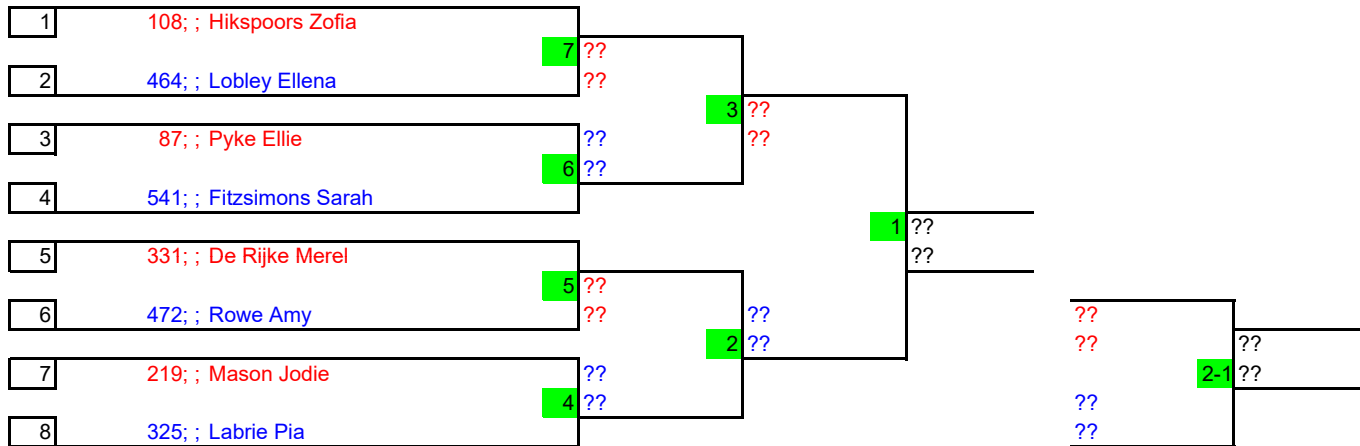 1 108; ; Hikspoors Zofia
7 ??
2 464; ; Lobley Ellena ??
3 ??
3 87; ; Pyke Ellie ?? ??
6 ??
4 541; ; Fitzsimons Sarah
1 ??
5 331; ; De Rijke Merel ??
5 ??
6 472; ; Rowe Amy ?? ?? ??
2 ?? ?? ??
7 219; ; Mason Jodie ?? 2-1 ??
4 ?? ??
8 325; ; Labrie Pia ??